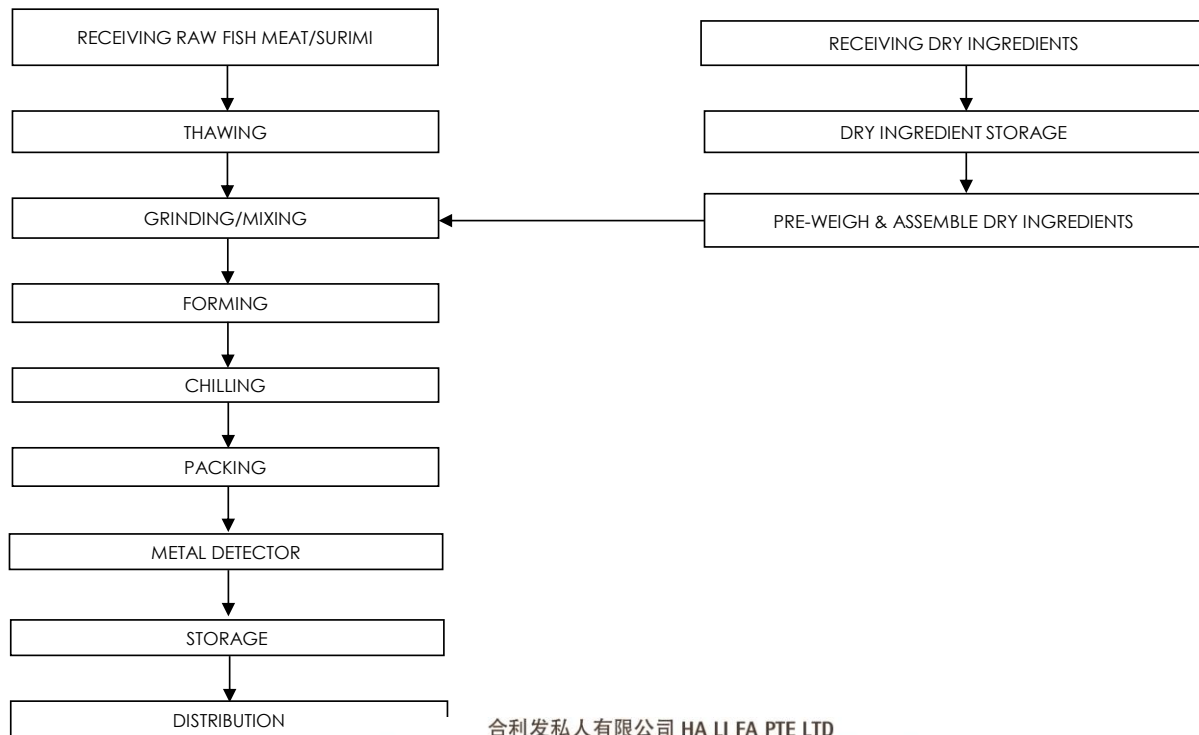 RECEIVING RAW FISH MEAT/SURIMI
THAWING
GRINDING/MIXING
FORMING
CHILLING
PACKING
METAL DETECTOR
STORAGE
DISTRIBUTION
RECEIVING DRY INGREDIENTS
DRY INGREDIENT STORAGE
PRE-WEIGH & ASSEMBLE DRY INGREDIENTS
合利发私人有限公司 HA LI FA PTE LTD